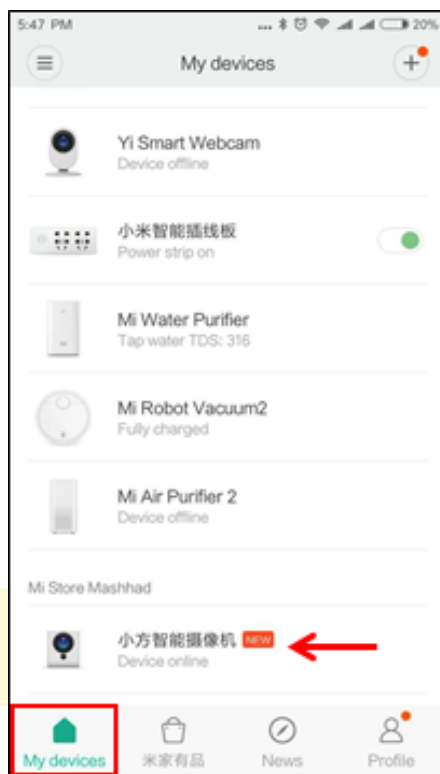 5:47 PM ... 20%
My devices
Yi Smart Webcam
Device offline
小米智能插线板
Power strip on
Mi Water Purifier
Tap water TDS: 316
Mi Robot Vacuum2
Fully charged
Mi Air Purifier 2
Device offline
Mi Store Mashhad
小方智能摄像机 NEW
Device online
My devices 米家有品 News Profile